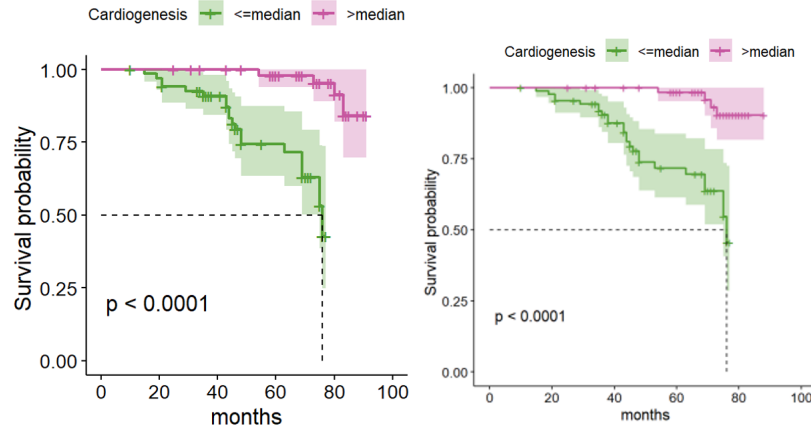 Cardiogenesis <=median >median
1.00
0.75
0.50
0.25
0.00
Survival probability
p < 0.0001
0 20 40 60 80 100
months
Cardiogenesis <=median >median
1.00
0.75
0.50
0.25
0.00
Survival probability
p < 0.0001
0 20 40 60 80 100
months